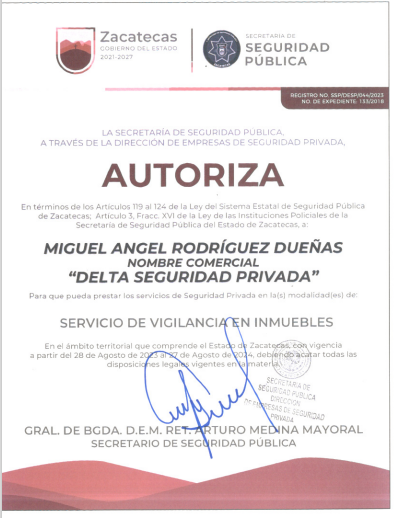 Zacatecas
GOBIERNO DEL ESTADO
2021-2027
SECRETARÍA DE
SEGURIDAD
PÚBLICA
REGISTRO NO. SSP/DESP/044/2023
NO. DE EXPEDIENTE: 133/2018
LA SECRETARÍA DE SEGURIDAD PÚBLICA,
A TRAVÉS DE LA DIRECCIÓN DE EMPRESAS DE SEGURIDAD PRIVADA,
AUTORIZA
En términos de los Artículos 119 al 124 de la Ley del Sistema Estatal de Seguridad Pública
de Zacatecas; Artículo 3, Fracc. XVI de la Ley de las Instituciones Policiales de la
Secretaría de Seguridad Pública del Estado de Zacatecas, a:
MIGUEL ANGEL RODRÍGUEZ DUEÑAS
NOMBRE COMERCIAL
"DELTA SEGURIDAD PRIVADA"
Para que pueda prestar los servicios de Seguridad Privada en la(s) modalidad(es) de:
SERVICIO DE VIGILANCIA EN INMUEBLES
En el ámbito territorial que comprende el Estado de Zacatecas, con vigencia
a partir del 28 de Agosto de 2023 al 27 de Agosto de 2024, debiendo acatar todas las
disposiciones legales vigentes en la materia.
SECRETARIA DE
SEGURIDAD PUBLICA
DIRECCION
DE EMPRESAS DE SEGURIDAD
PRIVADA
GRAL. DE BGDA. D.E.M. RET. ARTURO MEDINA MAYORAL
SECRETARIO DE SEGURIDAD PÚBLICA